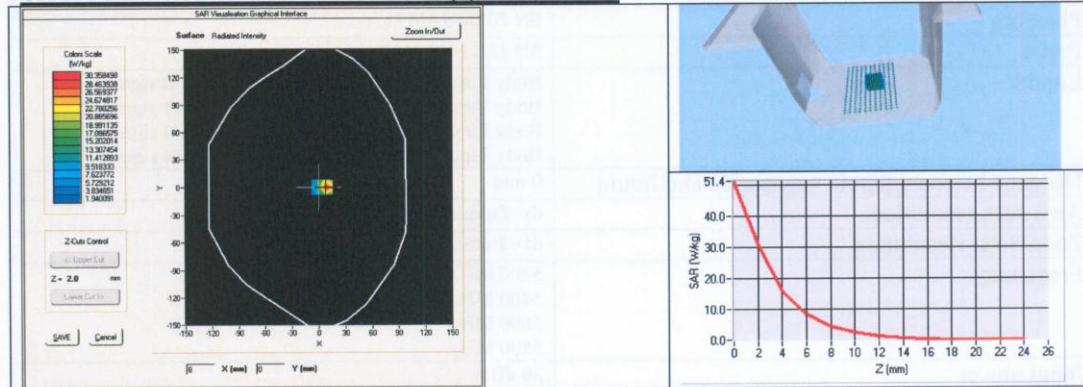 SAR Visualisation Graphical Interface
Surface Radiated Intensity
Zoom In/Out
Colors Scale
(W/kg)
30.358498
28.463938
26.569377
24.674817
22.780256
20.885696
18.991135
17.096575
15.202014
13.307454
11.412893
9.518333
7.623772
5.729212
3.834651
1.940091
Z-Cuts Control
Upper Cut
Z = 2.0 mm
Lower Cut
SAVE Cancel
150
120
90
60
30
0
-30
-60
-90
-120
-150
Y
-150 -120 -90 -60 -30 0 30 60 90 120 150
X
0 X (mm) 0 Y (mm)
51.4
40.0
30.0
20.0
10.0
0.0
SAR (W/kg)
0 2 4 6 8 10 12 14 16 18 20 22 24 26
Z (mm)